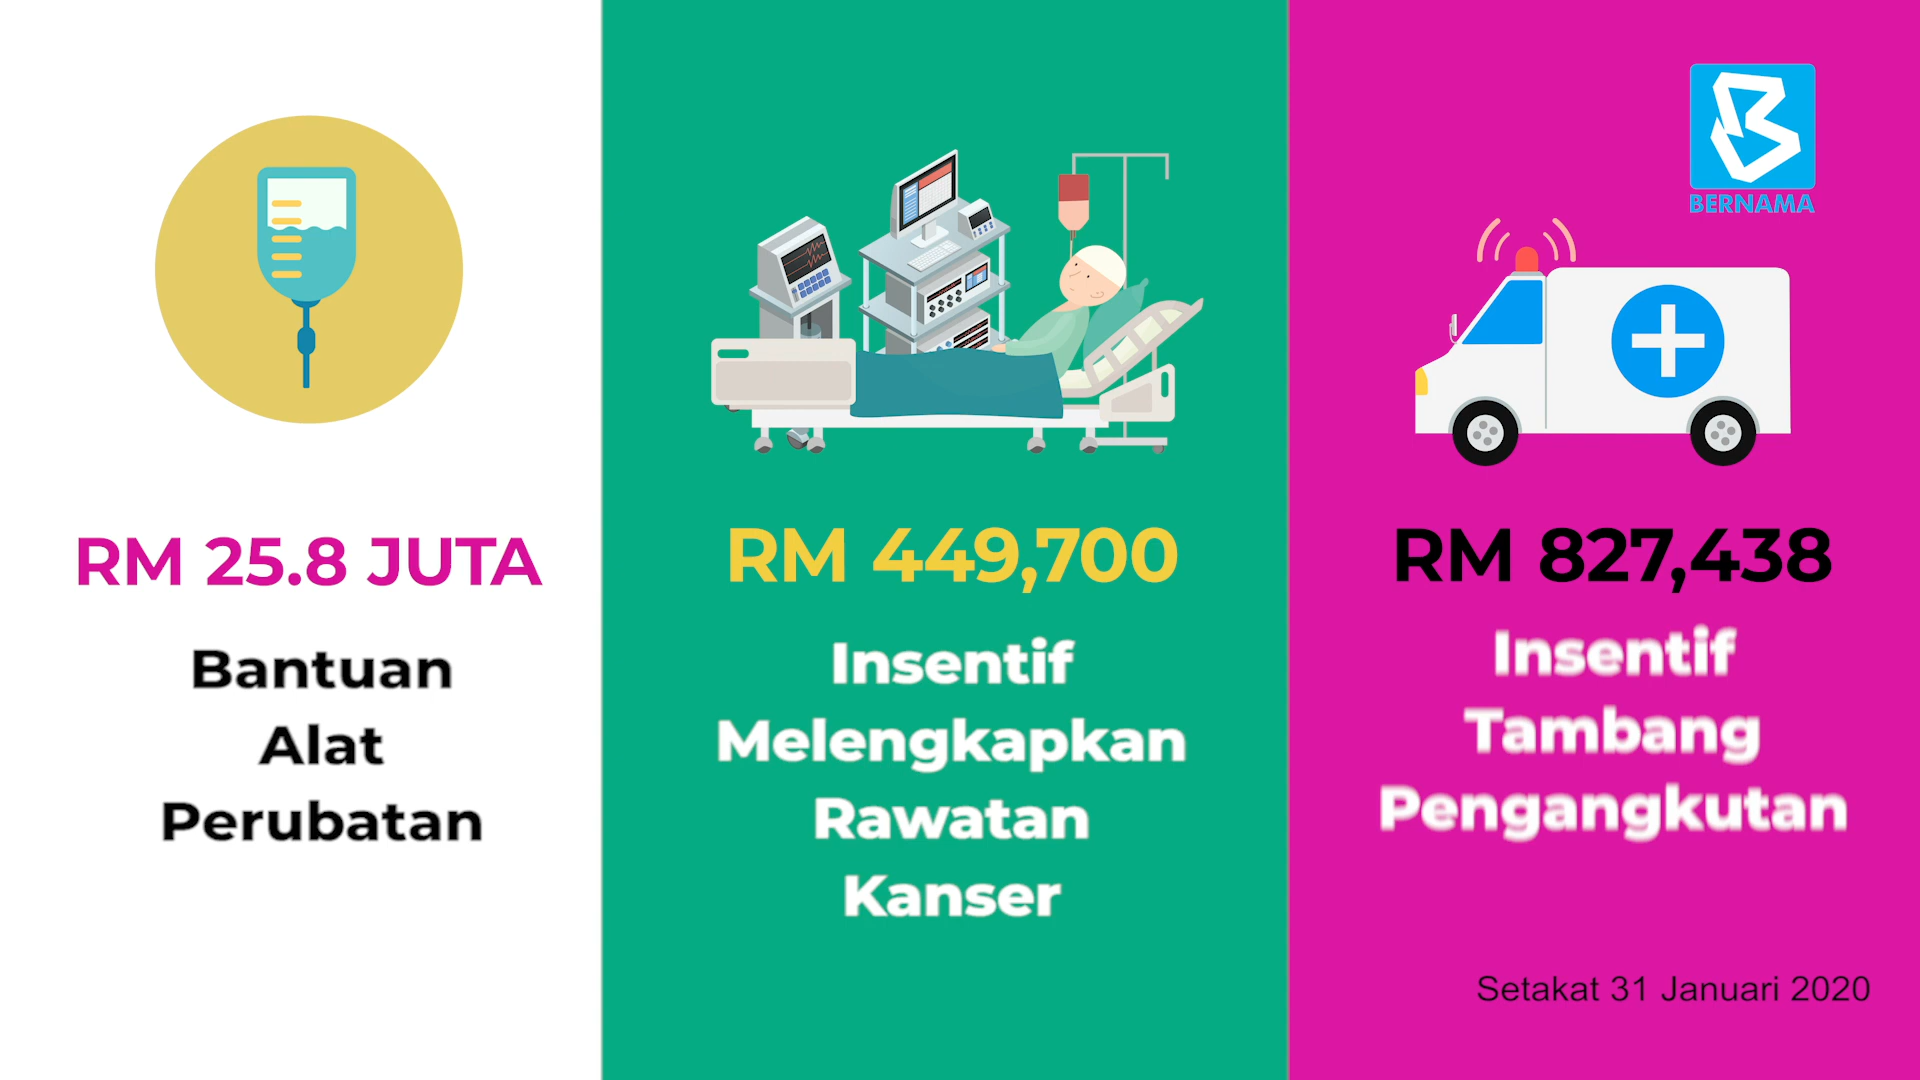 RM 25.8 JUTA
Bantuan
Alat
Perubatan
RM 449,700
Insentif
Melengkapkan
Rawatan
Kanser
BERNAMA
RM 827,438
Insentif
Tambang
Pengangkutan
Setakat 31 Januari 2020